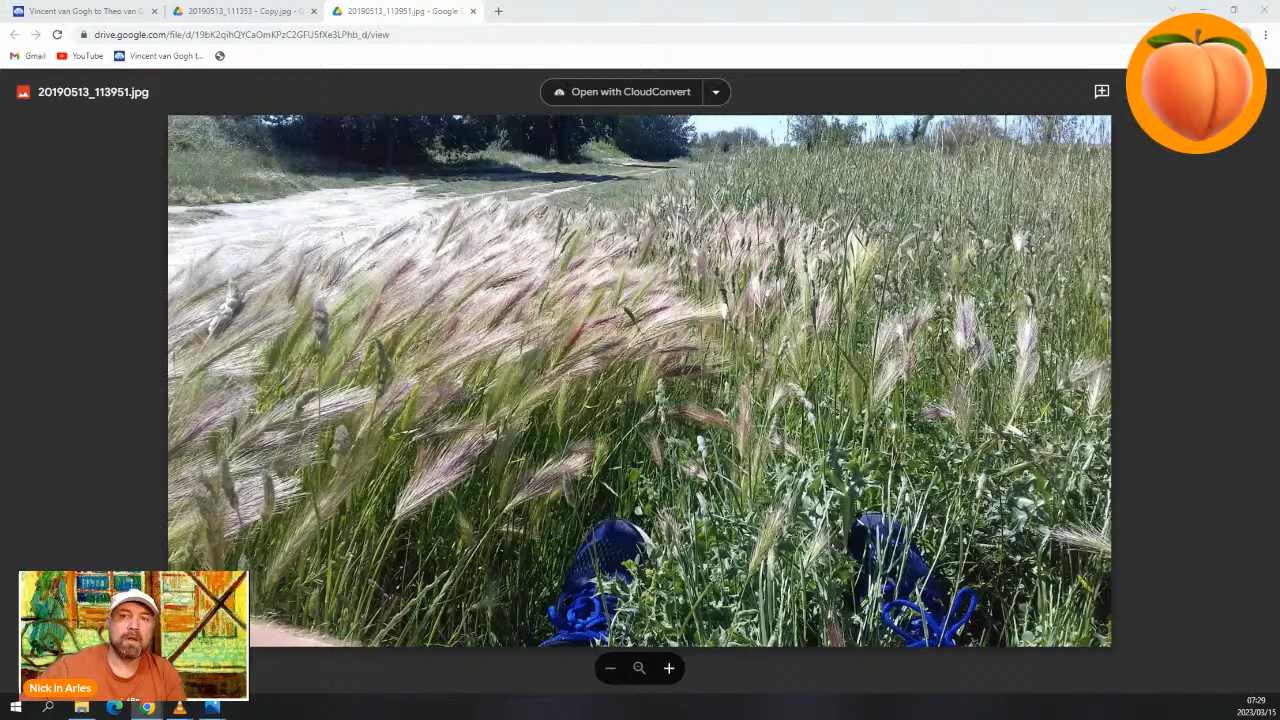 Vincent van Gogh to Theo van G
20190513_111353 - Copy.jpg - G
20190513_113951.jpg - Google D
drive.google.com/file/d/19bK2qihQYCaOmKPzC2GFU5fXe3LPhb_d/view
Gmail
YouTube
Vincent van Gogh t...
20190513_113951.jpg
Open with CloudConvert
Nick in Arles
07:29
2023/03/15